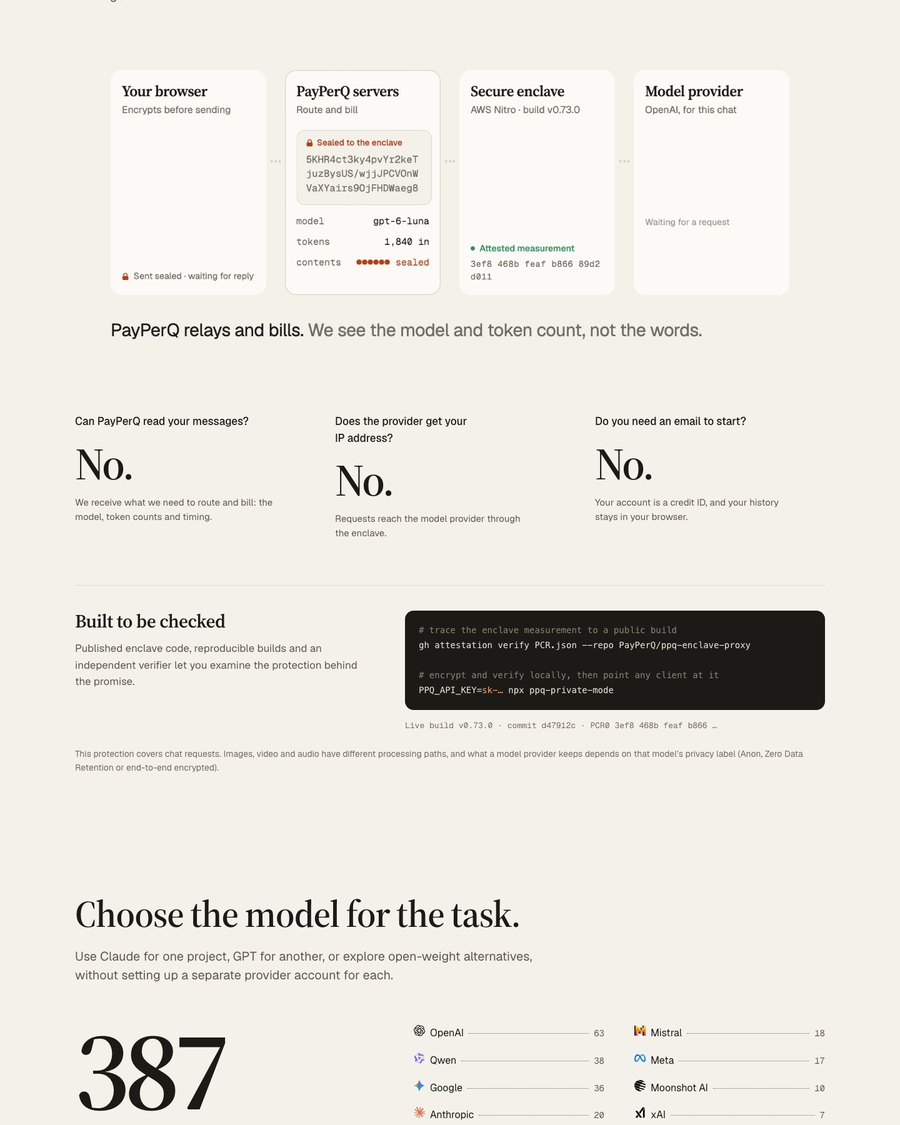 Your browser
Encrypts before sending
Sent sealed · waiting for reply
PayPerQ servers
Route and bill
Sealed to the enclave
5KHR4ct3ky4pvYr2keT
juzBysUS/wjjJPCVOnW
VaXYairs9OjFHDWaeg8
model gpt-6-luna
tokens 1,840 in
contents ●●●●●● sealed
Secure enclave
AWS Nitro · build v0.73.0
Attested measurement
3ef8 468b feaf b866 89d2
d011
Model provider
OpenAI, for this chat
Waiting for a request
PayPerQ relays and bills. We see the model and token count, not the words.
Can PayPerQ read your messages?
No.
We receive what we need to route and bill: the
model, token counts and timing.
Does the provider get your
IP address?
No.
Requests reach the model provider through
the enclave.
Do you need an email to start?
No.
Your account is a credit ID, and your history
stays in your browser.
Built to be checked
Published enclave code, reproducible builds and an
independent verifier let you examine the protection behind
the promise.
# trace the enclave measurement to a public build
gh attestation verify PCR.json --repo PayPerQ/ppq-enclave-proxy
# encrypt and verify locally, then point any client at it
PPQ_API_KEY=sk-… npx ppq-private-mode
Live build v0.73.0 · commit d47912c · PCR0 3ef8 468b feaf b866 …
This protection covers chat requests. Images, video and audio have different processing paths, and what a model provider keeps depends on that model's privacy label (Anon, Zero Data
Retention or end-to-end encrypted).
Choose the model for the task.
Use Claude for one project, GPT for another, or explore open-weight alternatives,
without setting up a separate provider account for each.
387
OpenAI 63
Qwen 38
Google 36
Anthropic 20
Mistral 18
Meta 17
Moonshot AI 10
xAI 7